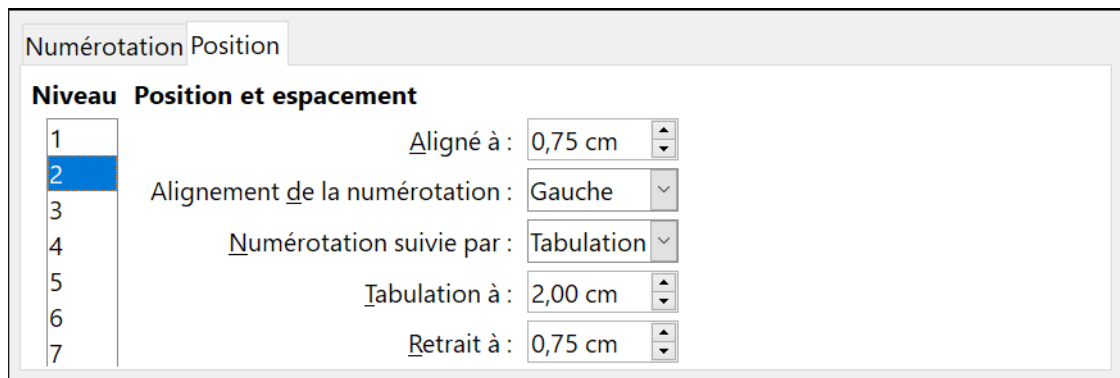 Numérotation Position
Niveau Position et espacement
1 Aligné à : 0,75 cm
2 Alignement de la numérotation : Gauche
3
4 Numérotation suivie par : Tabulation
5 Tabulation à : 2,00 cm
6
7 Retrait à : 0,75 cm